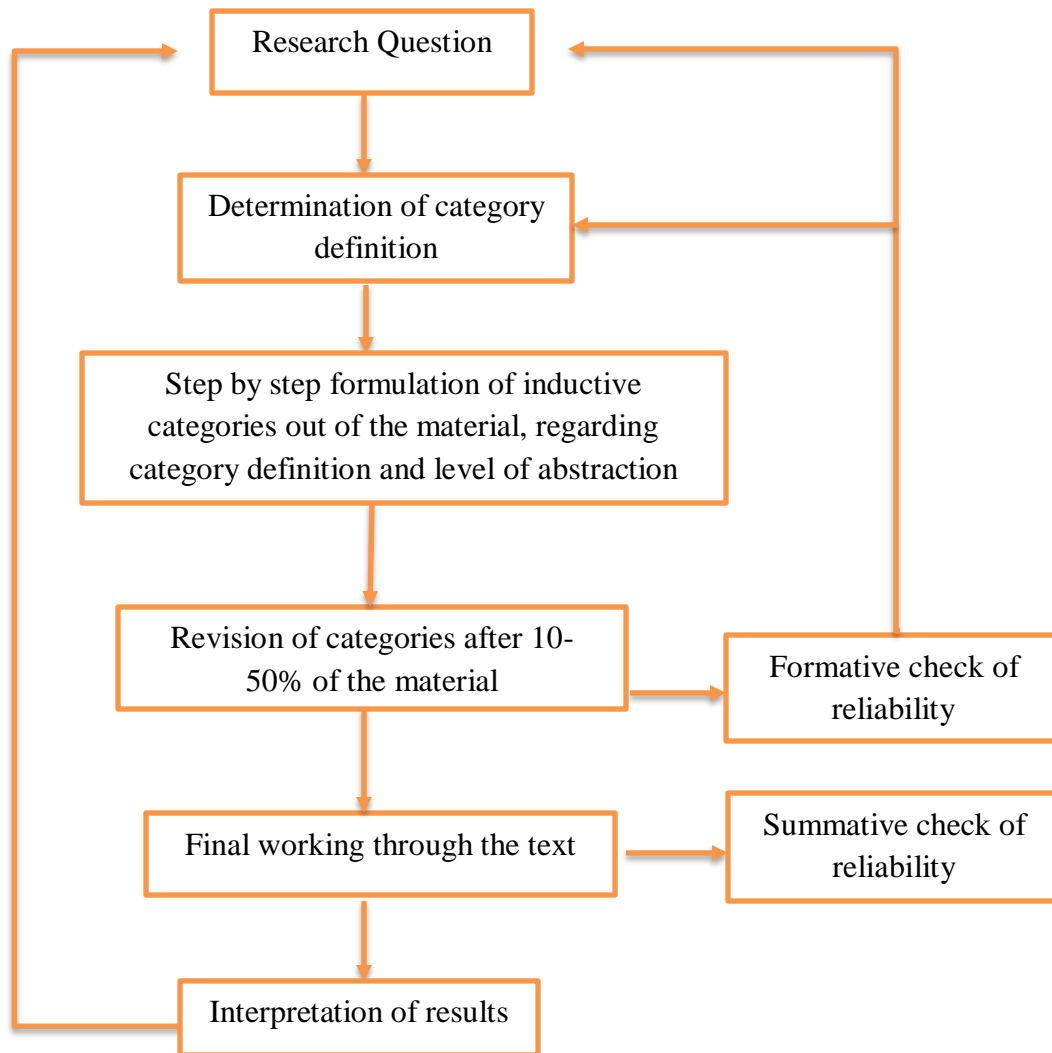 Research Question
Determination of category
definition
Step by step formulation of inductive
categories out of the material, regarding
category definition and level of abstraction
Revision of categories after 10-
50% of the material
Formative check of
reliability
Final working through the text
Summative check of
reliability
Interpretation of results